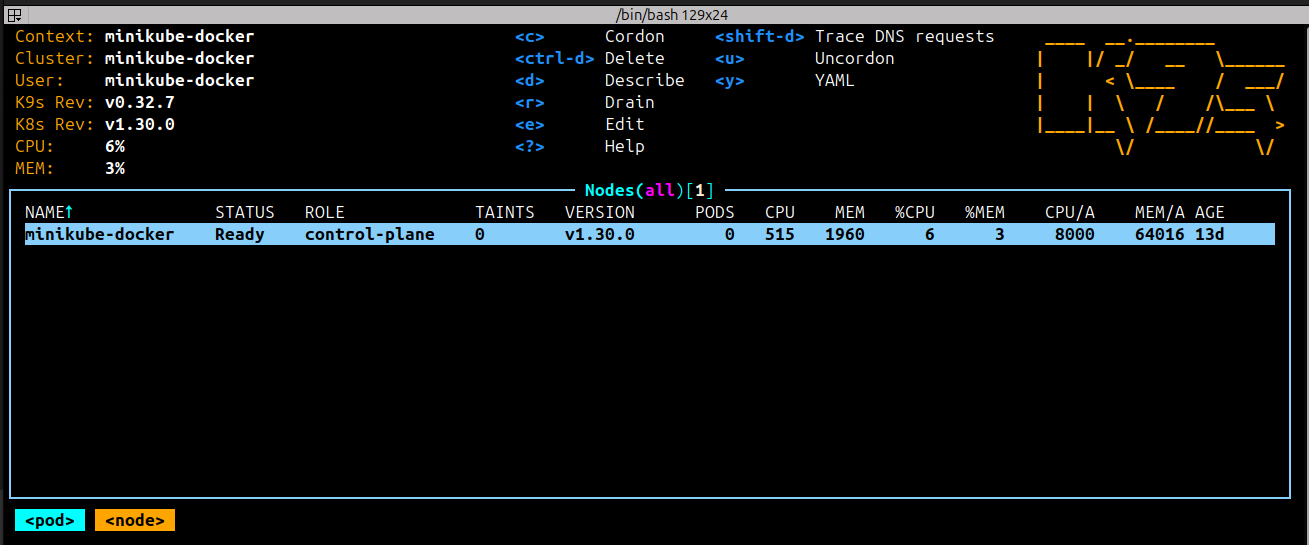 /bin/bash 129x24
Context: minikube-docker <c> Cordon <shift-d> Trace DNS requests
Cluster: minikube-docker <ctrl-d> Delete <u> Uncordon
User: minikube-docker <d> Describe <y> YAML
K9s Rev: v0.32.7 <r> Drain
K8s Rev: v1.30.0 <e> Edit
CPU: 6% <?> Help
MEM: 3%
Nodes(all)[1]
NAME↑ STATUS ROLE TAINTS VERSION PODS CPU MEM %CPU %MEM CPU/A MEM/A AGE
minikube-docker Ready control-plane 0 v1.30.0 0 515 1960 6 3 8000 64016 13d
<pod> <node>